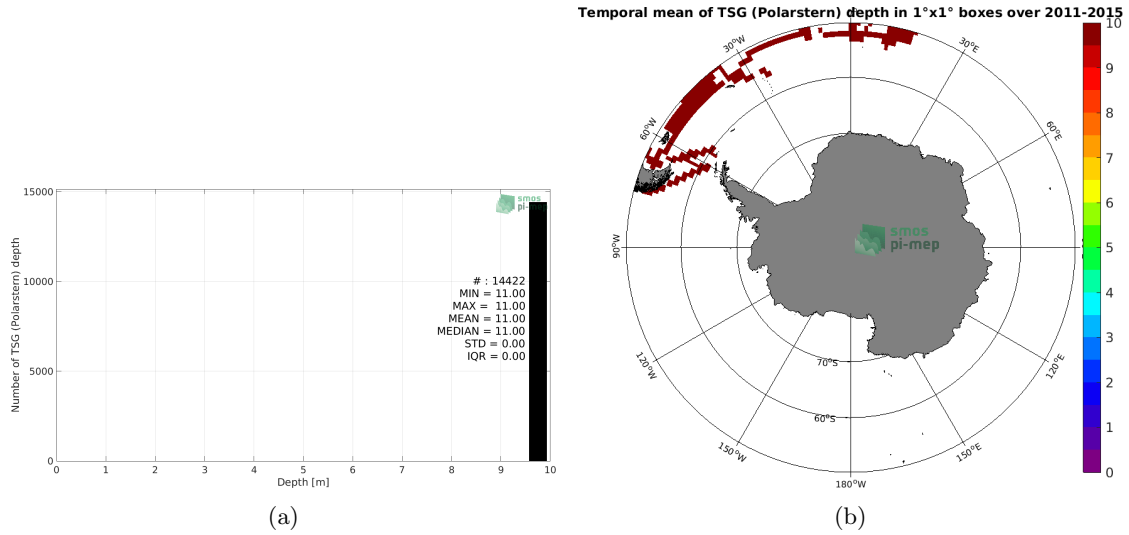 15000
10000
5000
0
Number of TSG (Polarstern) depth
smos
pi-mep
# : 14422
MIN = 11.00
MAX = 11.00
MEAN = 11.00
MEDIAN = 11.00
STD = 0.00
IQR = 0.00
0 1 2 3 4 5 6 7 8 9 10
Depth [m]
(a)
Temporal mean of TSG (Polarstern) depth in 1°x1° boxes over 2011-2015
30°W
30°E
60°W
60°E
90°W
120°W
120°E
150°W
150°E
180°W
70°S
60°S
smos
pi-mep
10
9
8
7
6
5
4
3
2
1
0
(b)